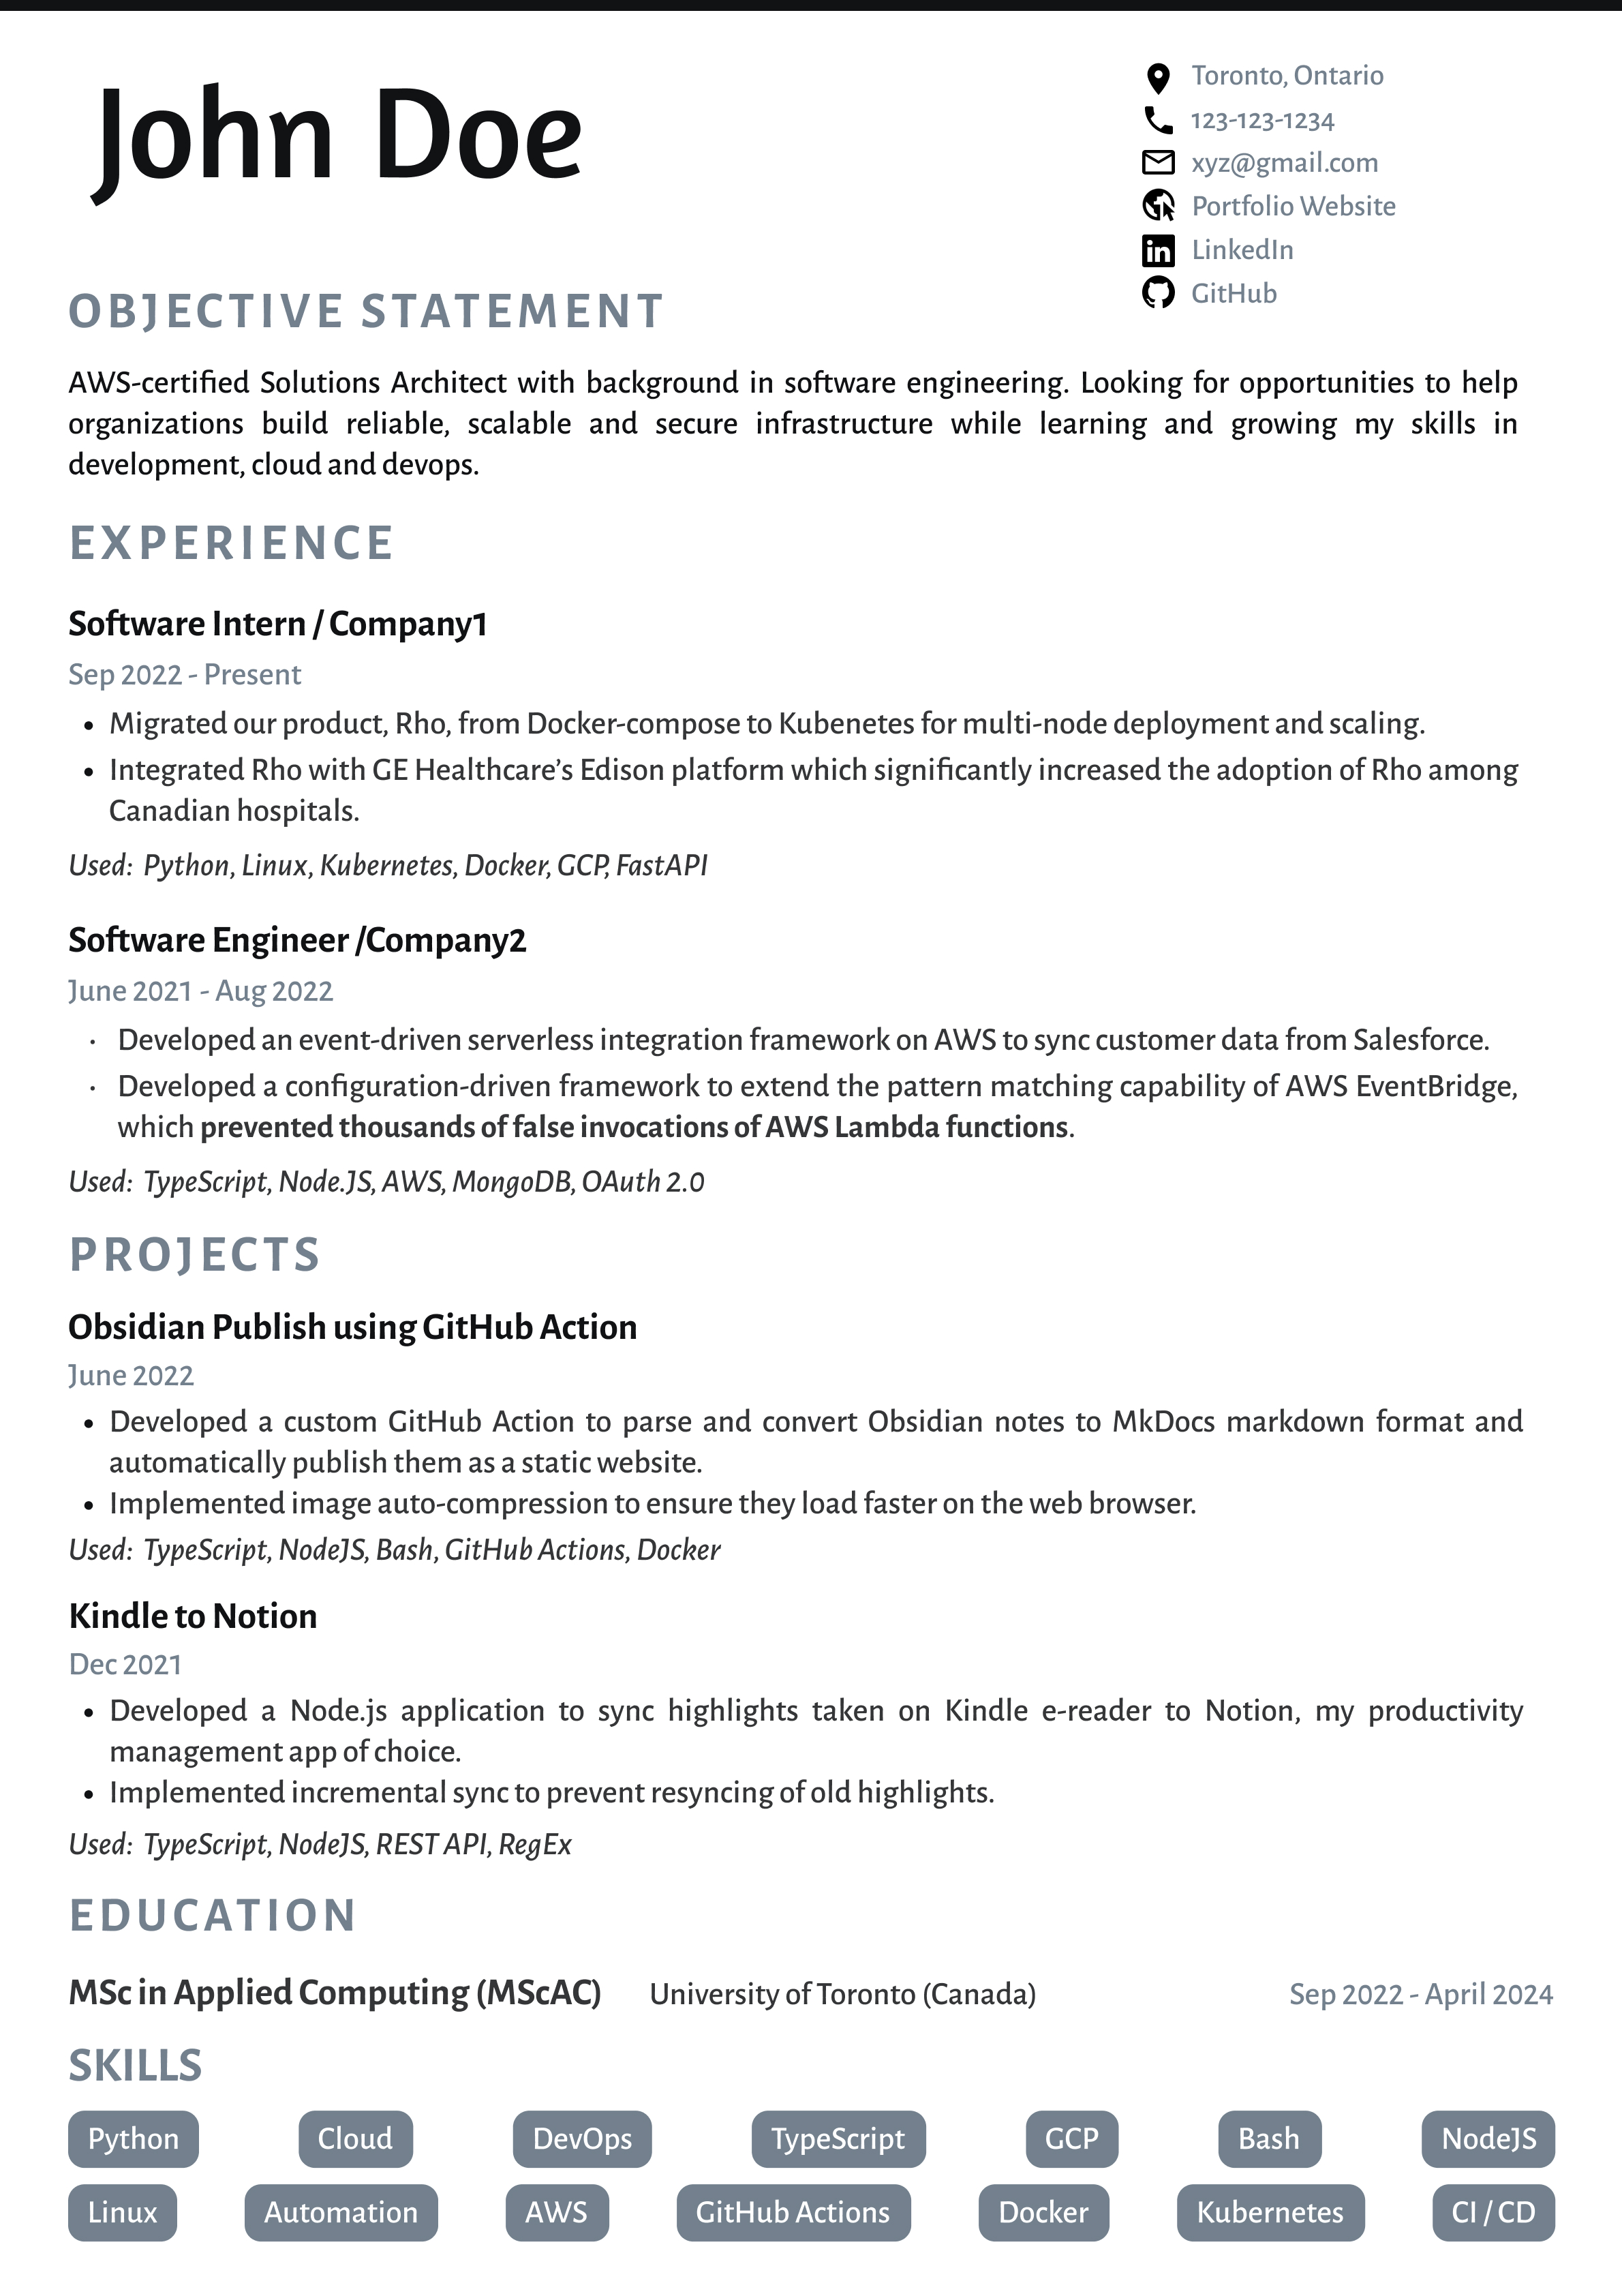 John Doe
Toronto, Ontario
123-123-1234
xyz@gmail.com
Portfolio Website
LinkedIn
GitHub
OBJECTIVE STATEMENT
AWS-certified Solutions Architect with background in software engineering. Looking for opportunities to help
organizations build reliable, scalable and secure infrastructure while learning and growing my skills in
development, cloud and devops.
EXPERIENCE
Software Intern / Company1
Sep 2022 - Present
• Migrated our product, Rho, from Docker-compose to Kubenetes for multi-node deployment and scaling.
• Integrated Rho with GE Healthcare’s Edison platform which significantly increased the adoption of Rho among
Canadian hospitals.
Used: Python, Linux, Kubernetes, Docker, GCP, FastAPI
Software Engineer /Company2
June 2021 - Aug 2022
· Developed an event-driven serverless integration framework on AWS to sync customer data from Salesforce.
· Developed a configuration-driven framework to extend the pattern matching capability of AWS EventBridge,
which prevented thousands of false invocations of AWS Lambda functions.
Used: TypeScript, Node.JS, AWS, MongoDB, OAuth 2.0
PROJECTS
Obsidian Publish using GitHub Action
June 2022
• Developed a custom GitHub Action to parse and convert Obsidian notes to MkDocs markdown format and
automatically publish them as a static website.
• Implemented image auto-compression to ensure they load faster on the web browser.
Used: TypeScript, NodeJS, Bash, GitHub Actions, Docker
Kindle to Notion
Dec 2021
• Developed a Node.js application to sync highlights taken on Kindle e-reader to Notion, my productivity
management app of choice.
• Implemented incremental sync to prevent resyncing of old highlights.
Used: TypeScript, NodeJS, REST API, RegEx
EDUCATION
MSc in Applied Computing (MScAC) University of Toronto (Canada) Sep 2022 - April 2024
SKILLS
Python Cloud DevOps TypeScript GCP Bash NodeJS
Linux Automation AWS GitHub Actions Docker Kubernetes CI / CD